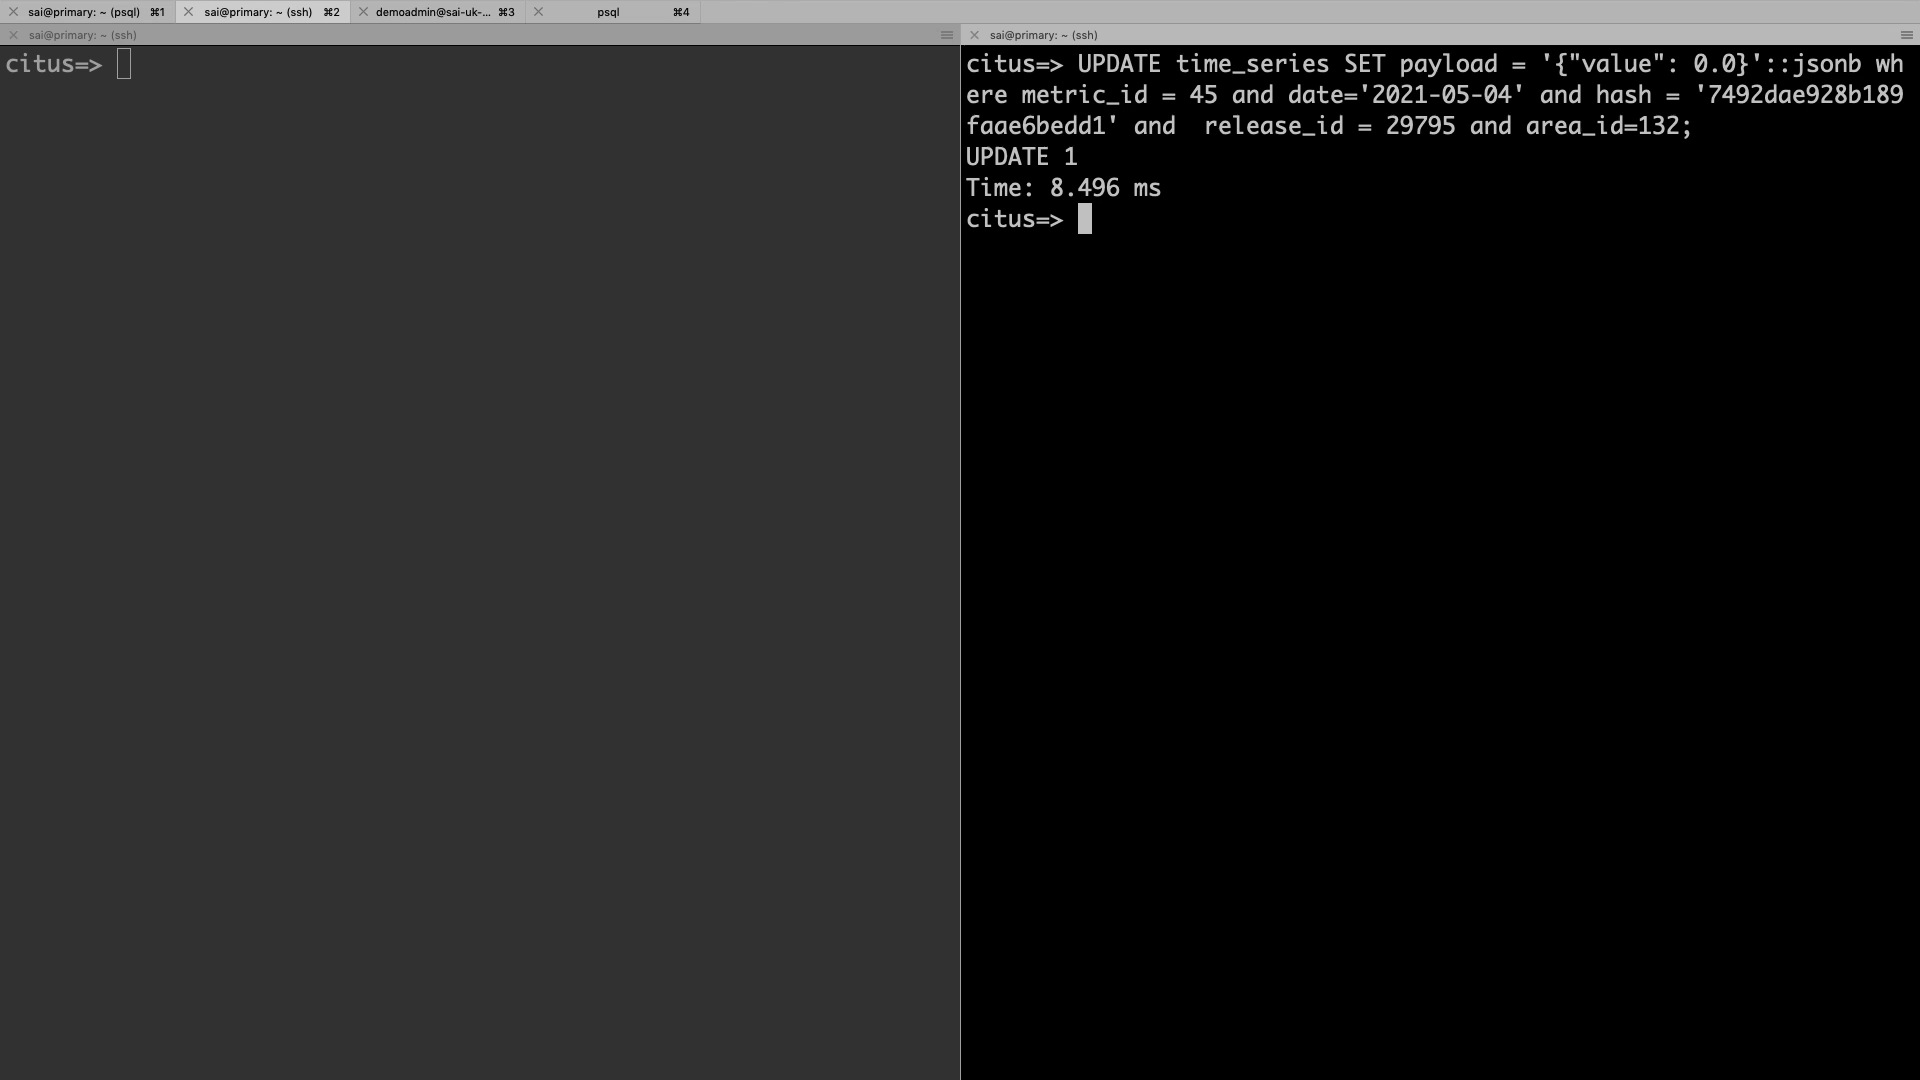 sai@primary: ~ (psql) ⌘1 sai@primary: ~ (ssh) ⌘2 demoadmin@sai-uk-... ⌘3 psql ⌘4
sai@primary: ~ (ssh)
citus=>
sai@primary: ~ (ssh)
citus=> UPDATE time_series SET payload = '{"value": 0.0}'::jsonb wh
ere metric_id = 45 and date='2021-05-04' and hash = '7492dae928b189
faae6bedd1' and  release_id = 29795 and area_id=132;
UPDATE 1
Time: 8.496 ms
citus=>